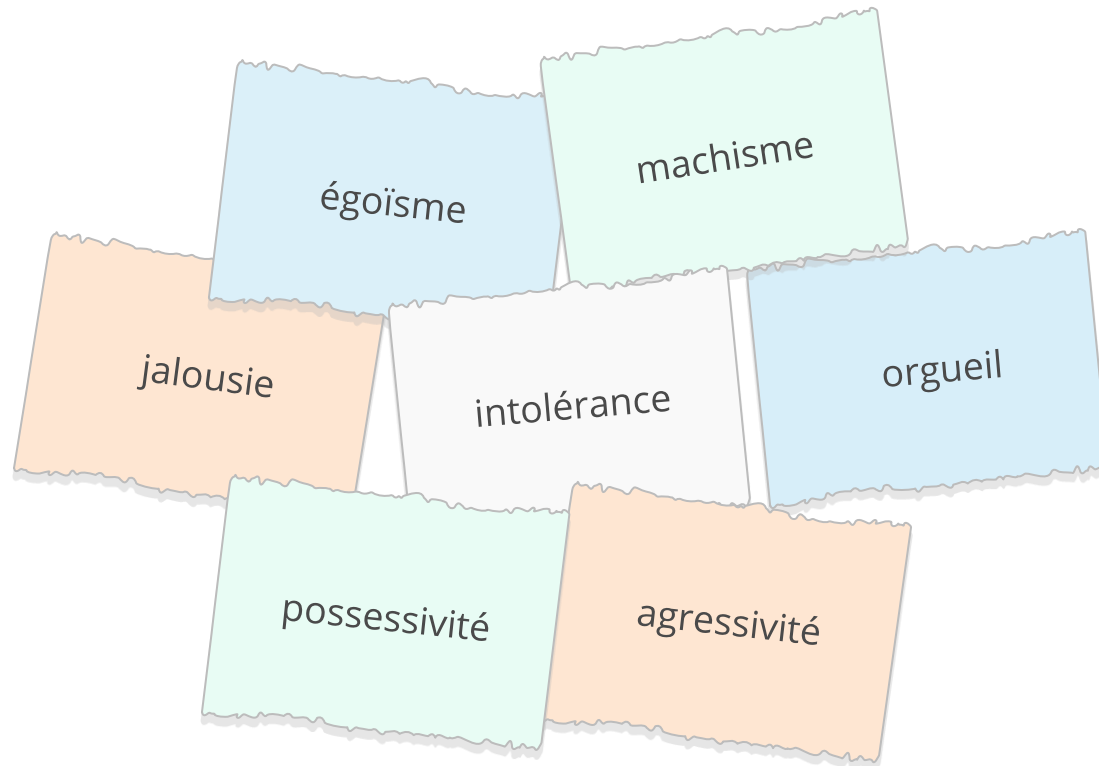 égoïsme
machisme
jalousie
intolérance
orgueil
possessivité
agressivité